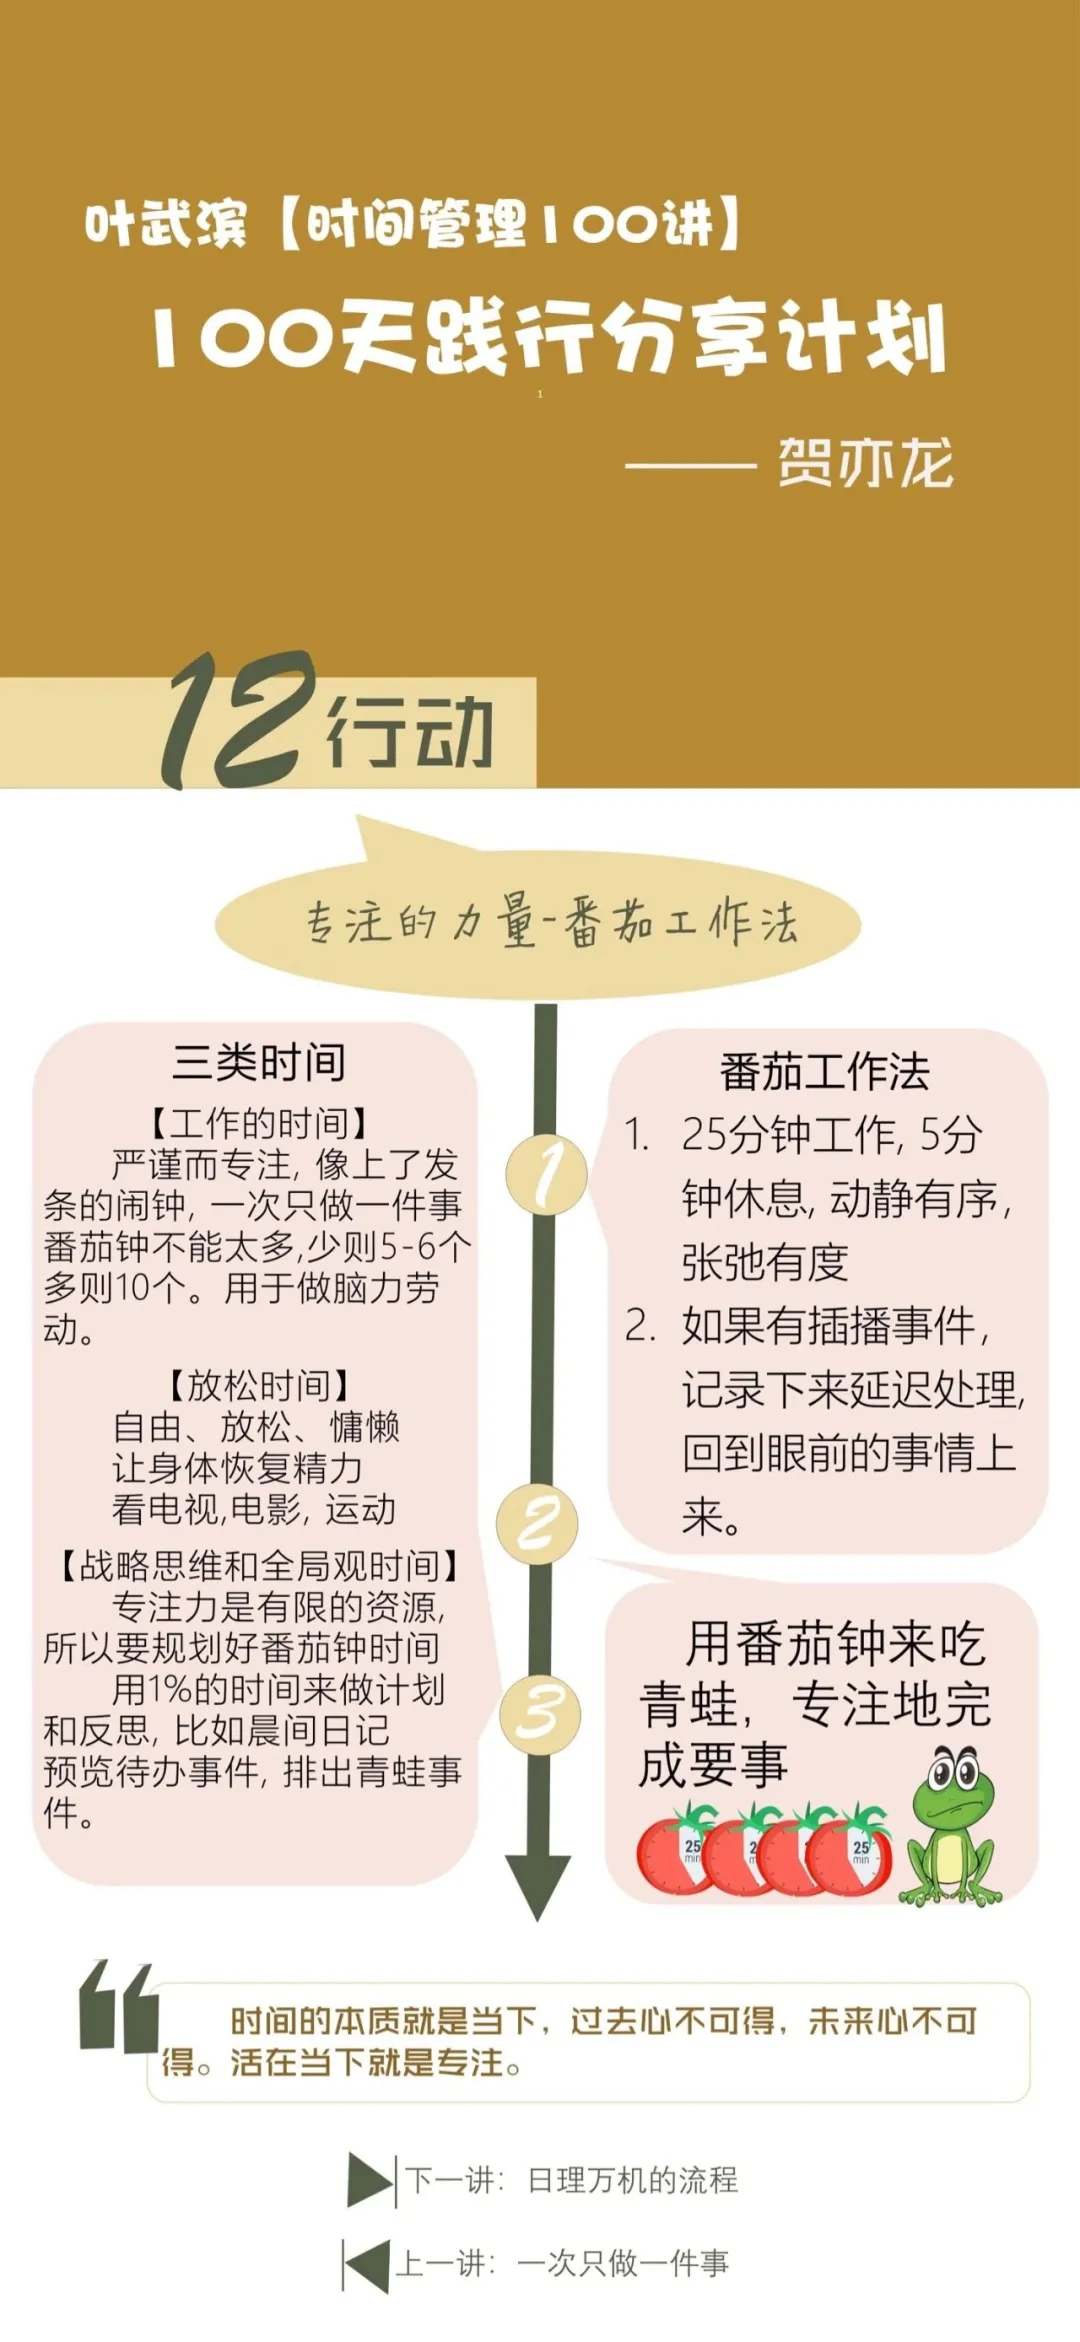 叶武滨【时间管理100讲】
100天践行分享计划
1
—— 贺亦龙
12行动
专注的力量-番茄工作法
三类时间
【工作的时间】
严谨而专注, 像上了发
条的闹钟, 一次只做一件事
番茄钟不能太多,少则5-6个
多则10个。用于做脑力劳
动。
【放松时间】
自由、放松、慵懒
让身体恢复精力
看电视,电影, 运动
【战略思维和全局观时间】
专注力是有限的资源,
所以要规划好番茄钟时间
用1%的时间来做计划
和反思, 比如晨间日记
预览待办事件, 排出青蛙事
件。
1
2
3
番茄工作法
1. 25分钟工作, 5分
钟休息, 动静有序,
张弛有度
2. 如果有插播事件,
记录下来延迟处理,
回到眼前的事情上
来。
用番茄钟来吃
青蛙, 专注地完
成要事
25 min
2
2
25 min
时间的本质就是当下, 过去心不可得, 未来心不可
得。活在当下就是专注。
下一讲: 日理万机的流程
上一讲: 一次只做一件事